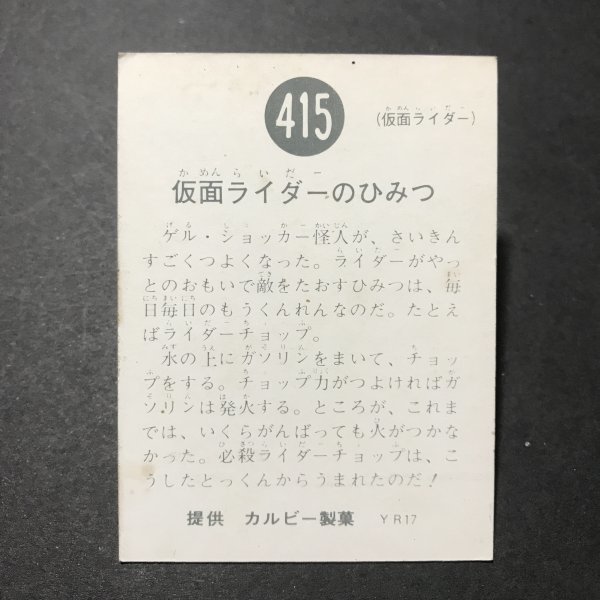 415
(仮面ライダー)
仮面ライダーのひみつ
ゲル・ショッカー怪人が、さいきん
すごくつよくなった。ライダーがやっ
とのおもいで敵をたおすひみつは、毎
日毎日のもうくんれんなのだ。たとえ
ばライダーチョップ。
水の上にガソリンをまいて、チョッ
プをする。チョップ力がつよければガ
ソリンは発火する。ところが、これま
では、いくらがんばっても火がつかな
かった。必殺ライダーチョップは、こ
うしたとっくんからうまれたのだ!
提供 カルビー製菓 YR17